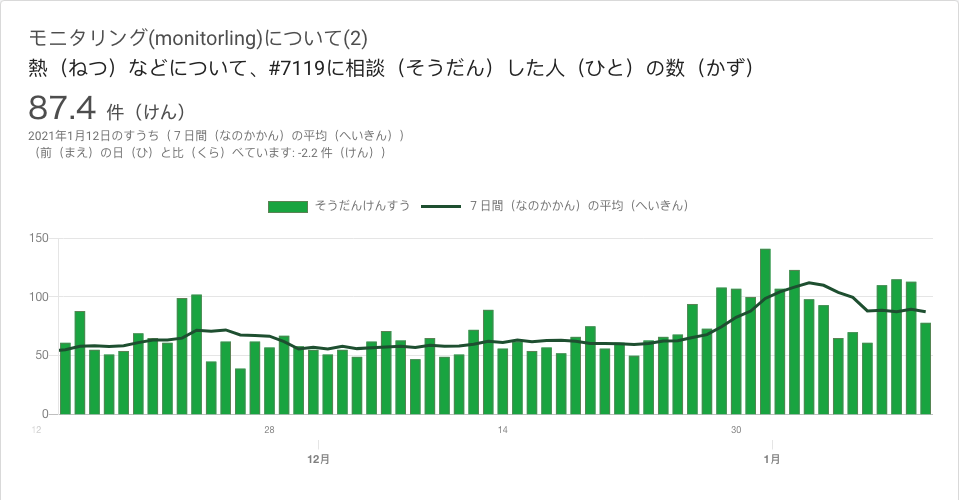 モニタリング(monitorling)について(2)
熱（ねつ）などについて、#7119に相談（そうだん）した人（ひと）の数（かず）
87.4 件（けん）
2021年1月12日のすうち（７日間（なのかかん）の平均（へいきん））
（前（まえ）の日（ひ）と比（くら）べています: -2.2 件（けん））
そうだんけんすう ７日間（なのかかん）の平均（へいきん）
150
100
50
0
12 28 14 30
12月 1月